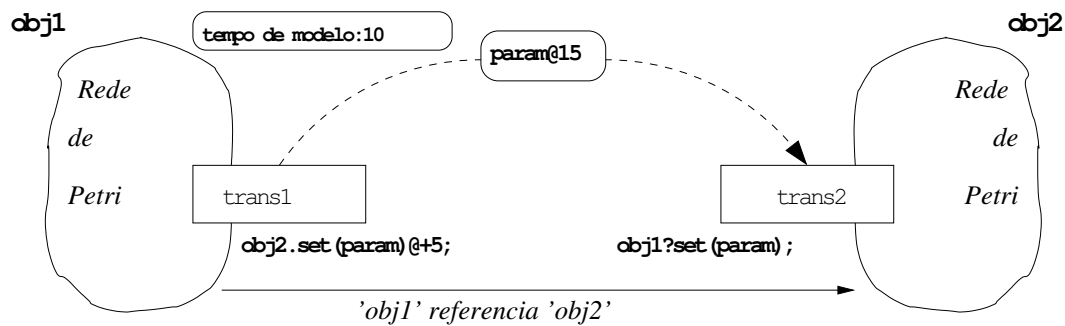 obj1
obj2
tempo de modelo:10
param@15
Rede
de
Petri
Rede
de
Petri
trans1
trans2
obj2.set(param)@+5;
obj1?set(param);
'obj1' referencia 'obj2'